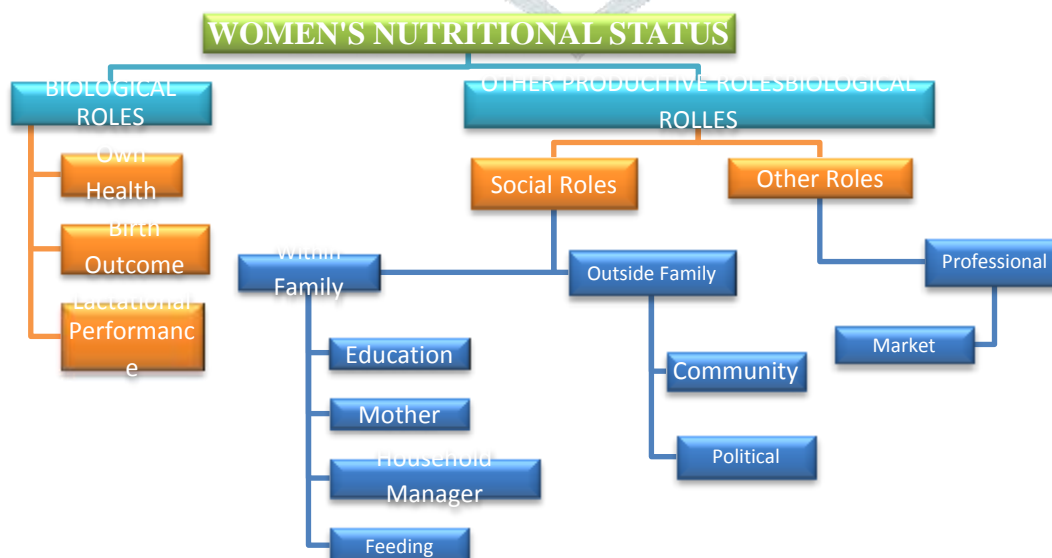 WOMEN'S NUTRITIONAL STATUS
BIOLOGICAL
ROLES
OTHER PRODUCITIVE ROLESBIOLOGICAL
ROLLES
Own
Health
Birth
Outcome
Lactational
Performanc
e
Social Roles
Other Roles
Within
Family
Outside Family
Professional
Education
Mother
Household
Manager
Feeding
Community
Political
Market